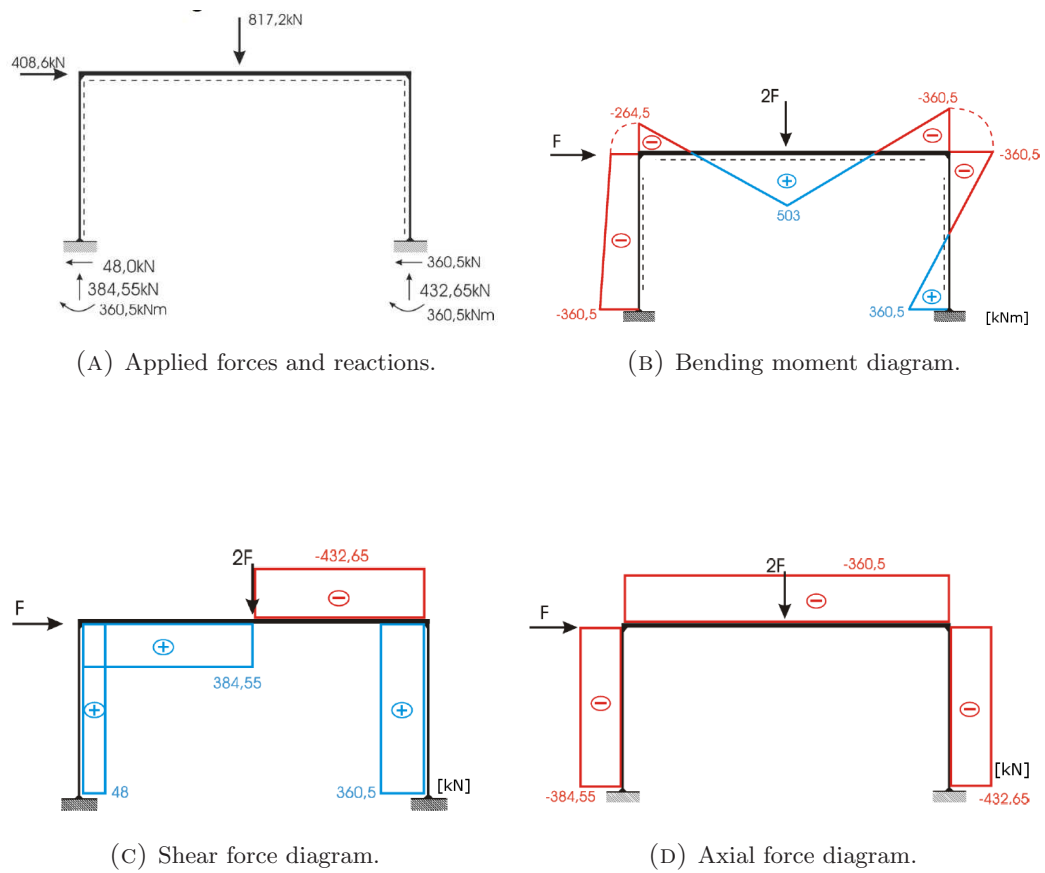 817,2kN
408,6kN
48,0kN
384,55kN
360,5kNm
360,5kN
432,65kN
360,5kNm
(A) Applied forces and reactions.
-360,5
-264,5
2F
F
-360,5
503
-360,5
360,5
[kNm]
(B) Bending moment diagram.
2F
-432,65
F
384,55
[kN]
48
360,5
(C) Shear force diagram.
2F
-360,5
F
[kN]
-384,55
-432,65
(D) Axial force diagram.